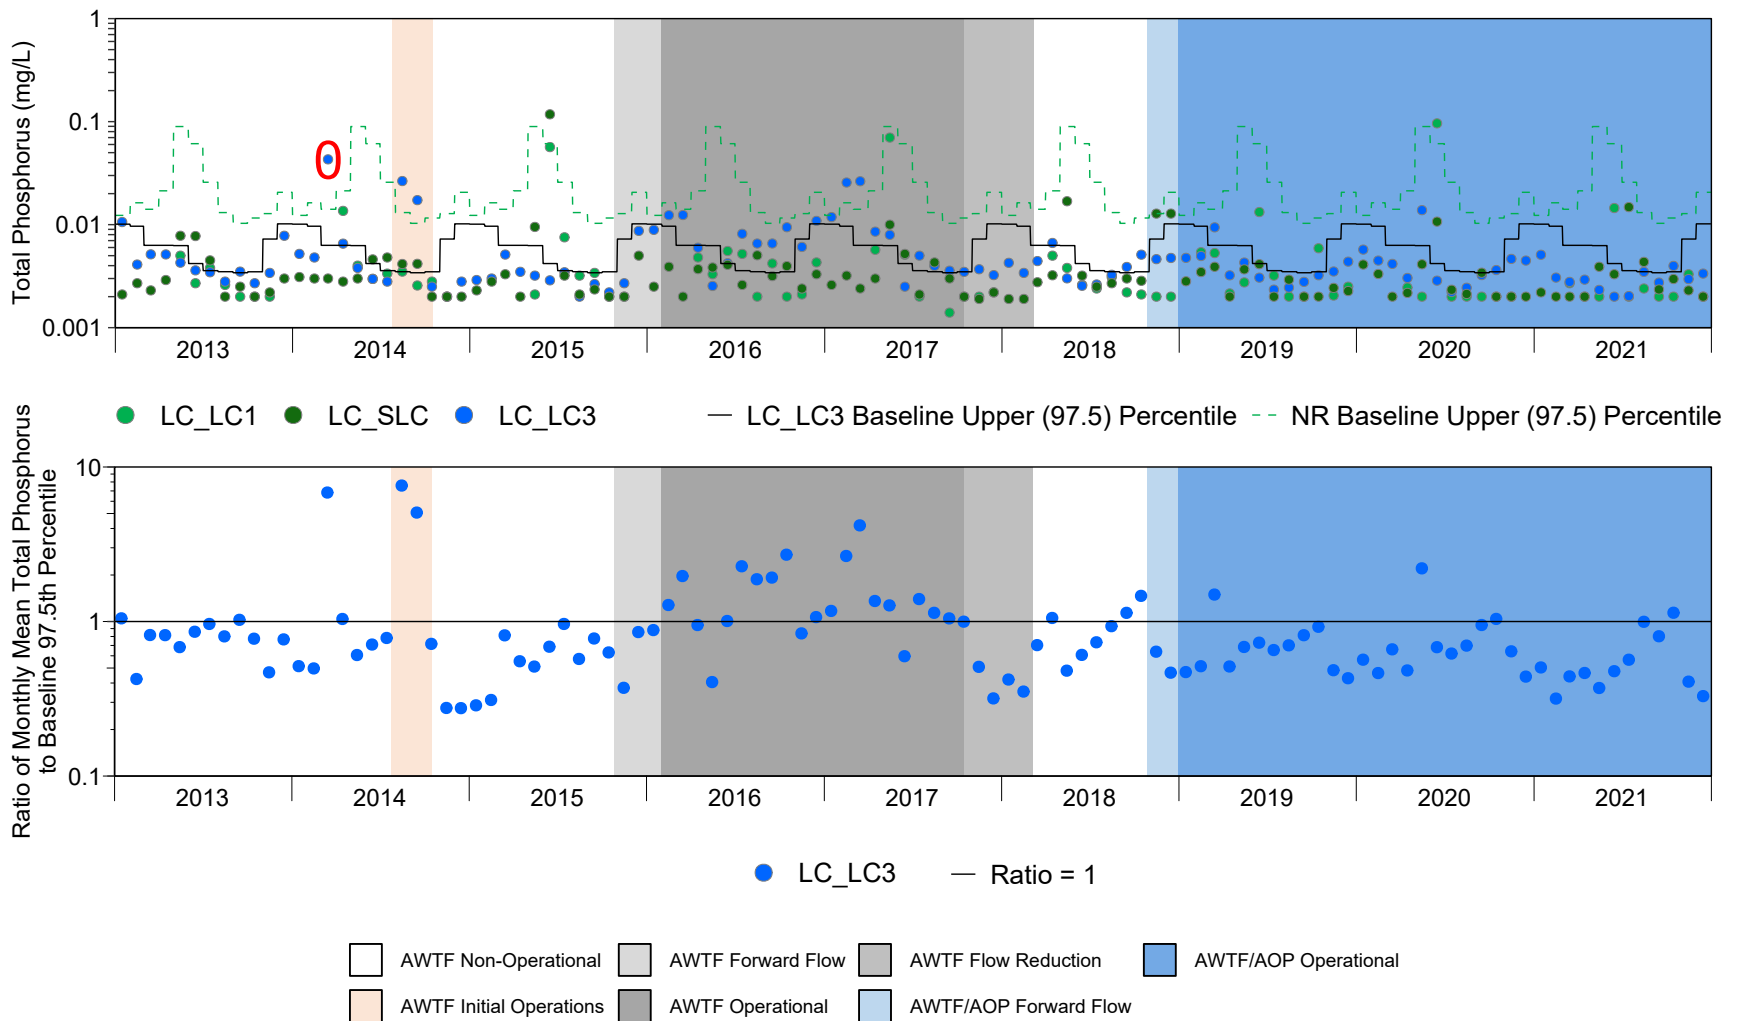 Total Phosphorus (mg/L)
1
0.1
0.01
0.001
0
2013 2014 2015 2016 2017 2018 2019 2020 2021
LC_LC1 LC_SLC LC_LC3 LC_LC3 Baseline Upper (97.5) Percentile NR Baseline Upper (97.5) Percentile
Ratio of Monthly Mean Total Phosphorus
to Baseline 97.5th Percentile
10
1
0.1
2013 2014 2015 2016 2017 2018 2019 2020 2021
LC_LC3 Ratio = 1
AWTF Non-Operational AWTF Forward Flow AWTF Flow Reduction AWTF/AOP Operational
AWTF Initial Operations AWTF Operational AWTF/AOP Forward Flow